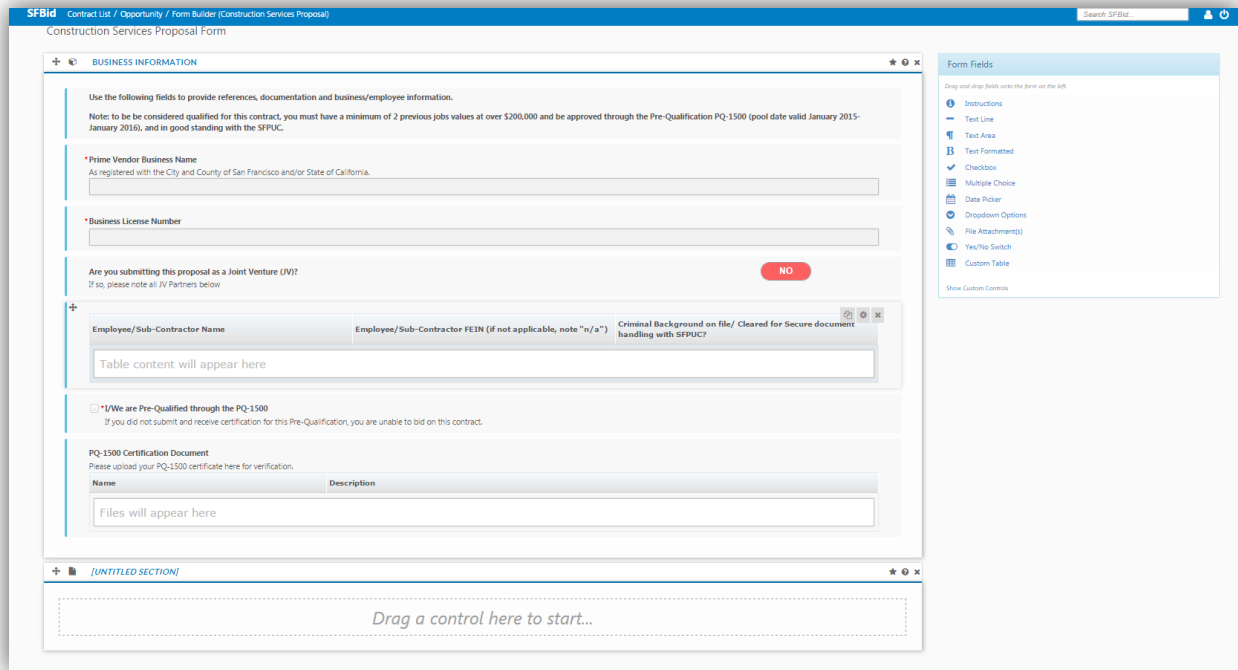 SFBid Contract List / Opportunity / Form Builder (Construction Services Proposal) Search SFBid...
Construction Services Proposal Form
BUSINESS INFORMATION
Use the following fields to provide references, documentation and business/employee information.
Note: to be be considered qualified for this contract, you must have a minimum of 2 previous jobs values at over $200,000 and be approved through the Pre-Qualification PQ-1500 (pool date valid January 2015-
January 2016), and in good standing with the SFPUC.
*Prime Vendor Business Name
As registered with the City and County of San Francisco and/or State of California.
*Business License Number
Are you submitting this proposal as a Joint Venture (JV)?
NO
If so, please note all JV Partners below
Employee/Sub-Contractor Name
Employee/Sub-Contractor FEIN (if not applicable, note "n/a")
Criminal Background on file/ Cleared for Secure document
handling with SFPUC?
Table content will appear here
*I/We are Pre-Qualified through the PQ-1500
If you did not submit and receive certification for this Pre-Qualification, you are unable to bid on this contract.
PQ-1500 Certification Document
Please upload your PQ-1500 certificate here for verification.
Name Description
Files will appear here
[UNTITLED SECTION]
Drag a control here to start...
Form Fields
Drag and drop fields onto the form on the left.
Instructions
Text Line
Text Area
B Text Formatted
Checkbox
Multiple Choice
Date Picker
Dropdown Options
File Attachment(s)
Yes/No Switch
Custom Table
Show Custom Controls